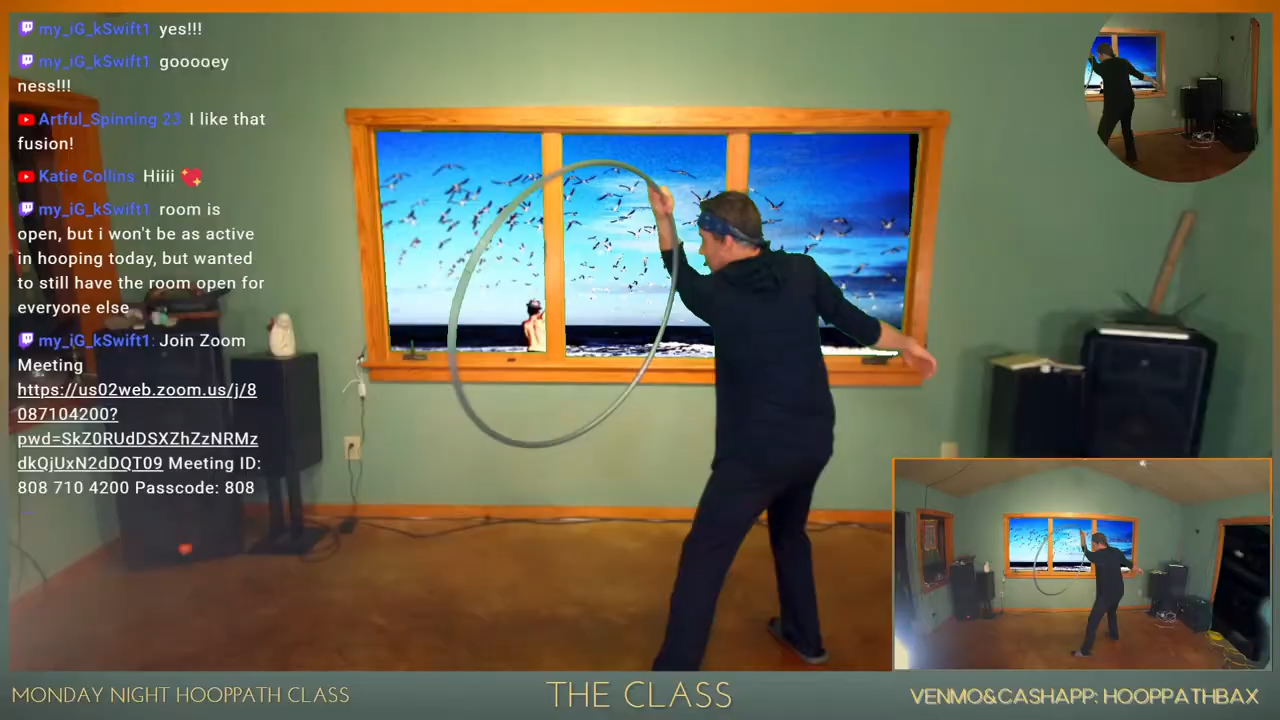 my_iG_kSwift1 yes!!!
my_iG_kSwift1 gooooey
ness!!!
Artful_Spinning 23 I like that
fusion!
Katie Collins Hiiii 💖
my_iG_kSwift1 room is
open, but i won't be as active
in hooping today, but wanted
to still have the room open for
everyone else
my_iG_kSwift1: Join Zoom
Meeting
https://us02web.zoom.us/j/8
087104200?
pwd=SkZ0RUdDSXZhZzNRMz
dkQjUxN2dDQT09 Meeting ID:
808 710 4200 Passcode: 808
MONDAY NIGHT HOOPPATH CLASS
THE CLASS
VENMO&CASHAPP: HOOPPATHBAX